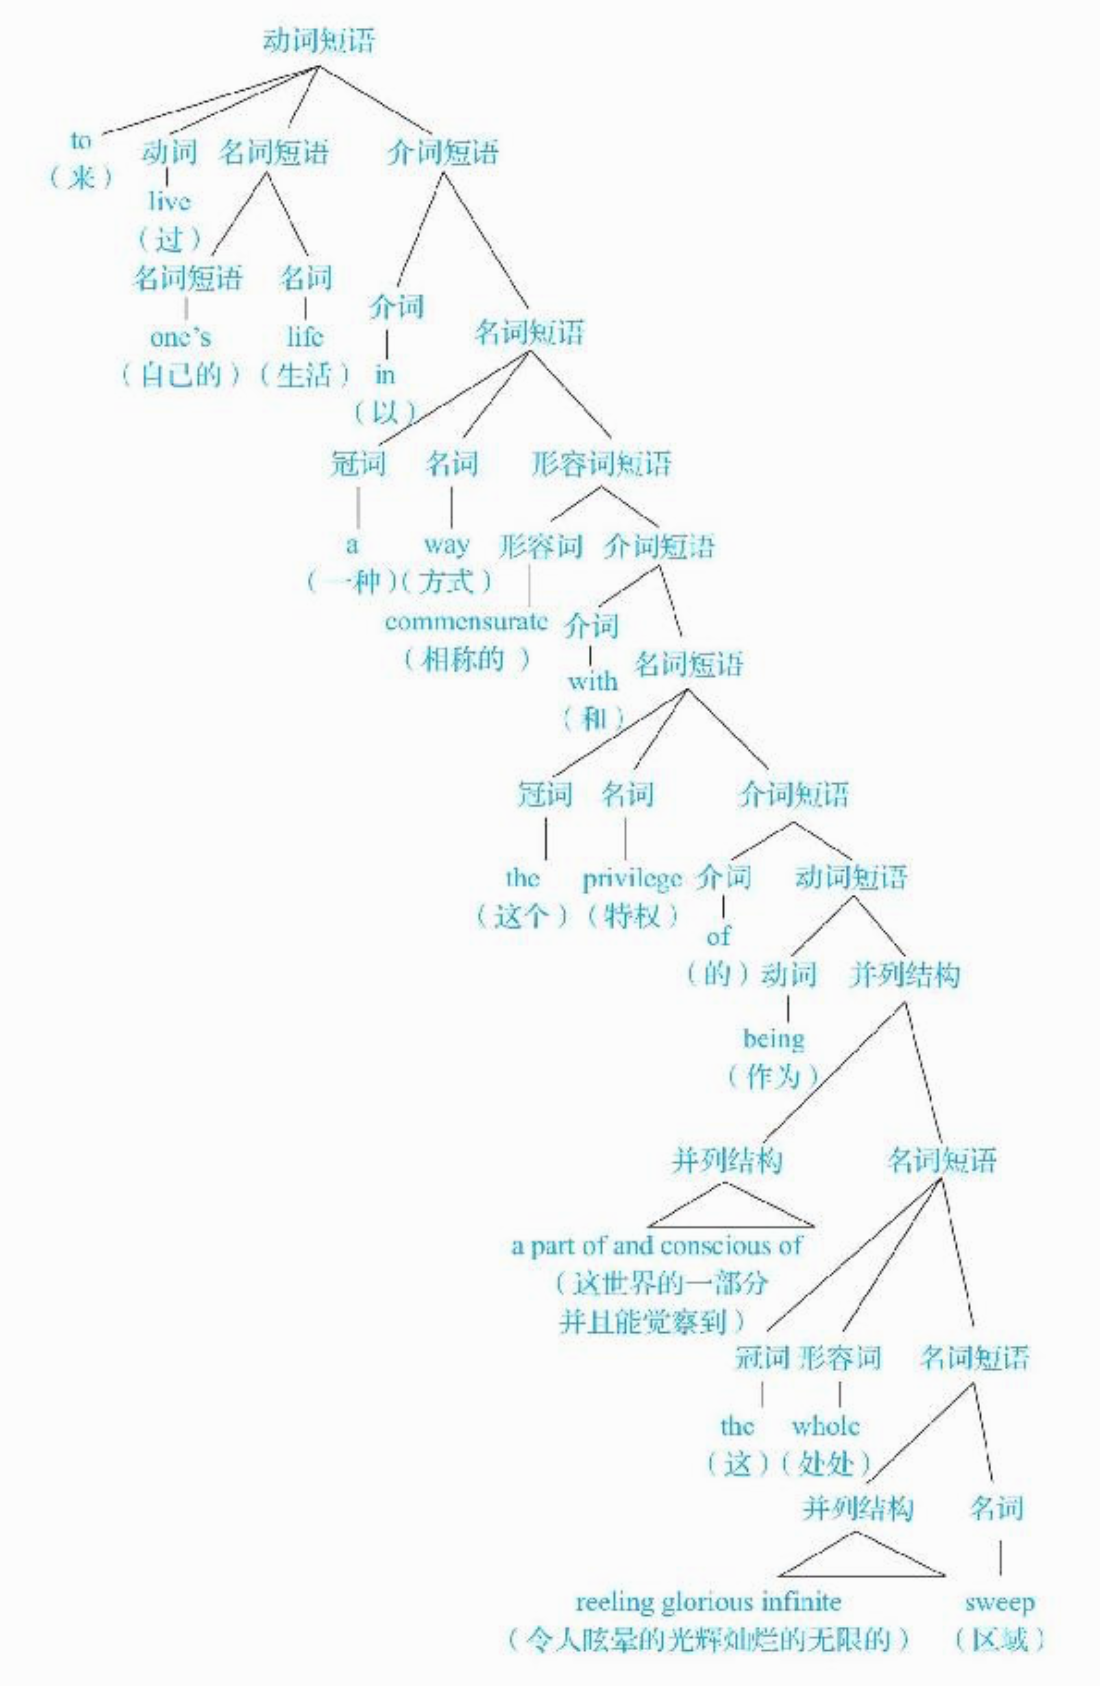 动词短语
to 动词 名词短语 介词短语
（来）
live
（过）
名词短语 名词 介词
one's life 名词短语
（自己的）（生活） in
（以）
冠词 名词 形容词短语
a way 形容词 介词短语
（一种）（方式）
commensurate 介词
（相称的 ） 名词短语
with
（和）
冠词 名词 介词短语
the privilege 介词 动词短语
（这个）（特权）
of
（的） 动词 并列结构
being
（作为）
并列结构 名词短语
a part of and conscious of
（这世界的一部分
并且能觉察到）
冠词 形容词 名词短语
the whole
（这）（处处）
并列结构 名词
reeling glorious infinite sweep
（令人眩晕的光辉灿烂的无限的） （区域）